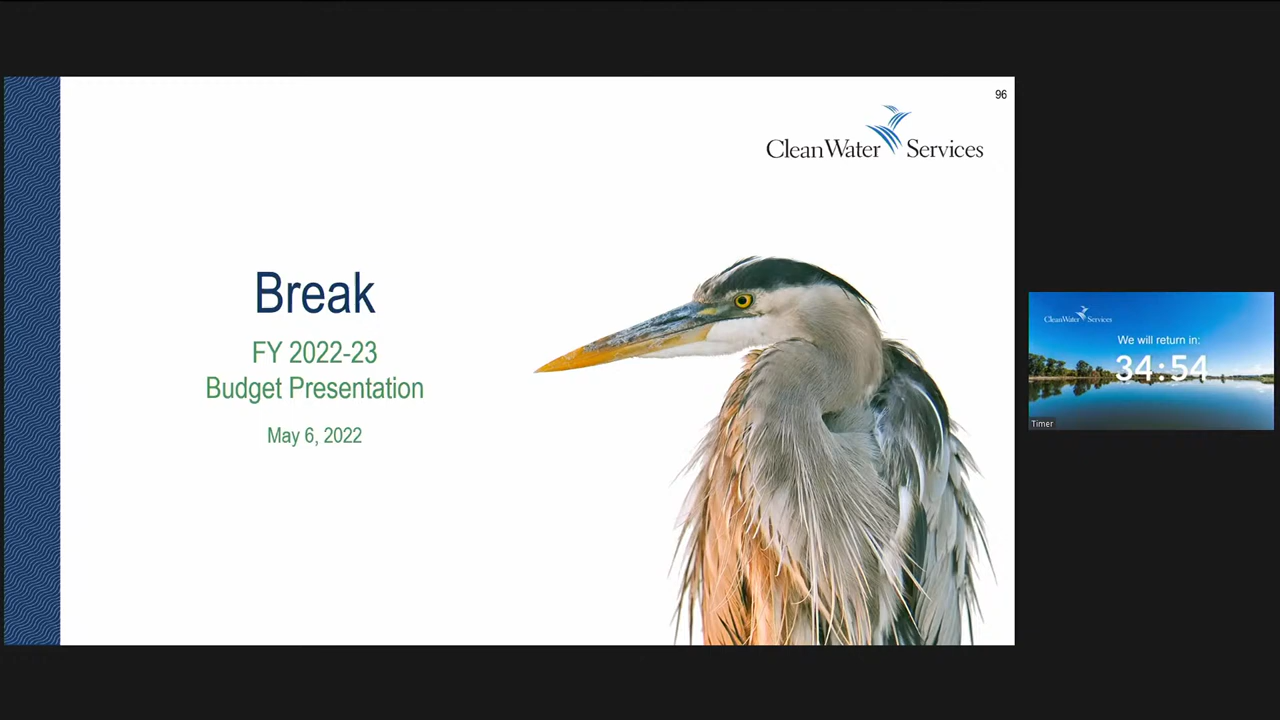 96
CleanWater Services
Break
FY 2022-23
Budget Presentation
May 6, 2022
CleanWater Services
We will return in:
34:54
Timer